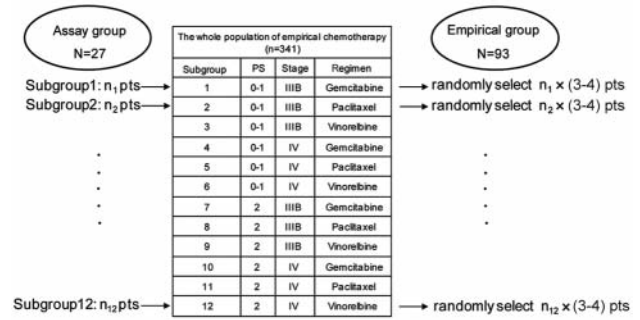 Assay group
N=27
Empirical group
N=93
The whole population of empirical chemotherapy
(n=341)
Subgroup PS Stage Regimen
1 0-1 IIIB Gemcitabine
2 0-1 IIIB Paclitaxel
3 0-1 IIIB Vinorelbine
4 0-1 IV Gemcitabine
5 0-1 IV Paclitaxel
6 0-1 IV Vinorelbine
7 2 IIIB Gemcitabine
8 2 IIIB Paclitaxel
9 2 IIIB Vinorelbine
10 2 IV Gemcitabine
11 2 IV Paclitaxel
12 2 IV Vinorelbine
Subgroup1: n₁ pts
Subgroup2: n₂ pts
Subgroup12: n₁₂ pts
randomly select n₁ × (3-4) pts
randomly select n₂ × (3-4) pts
randomly select n₁₂ × (3-4) pts